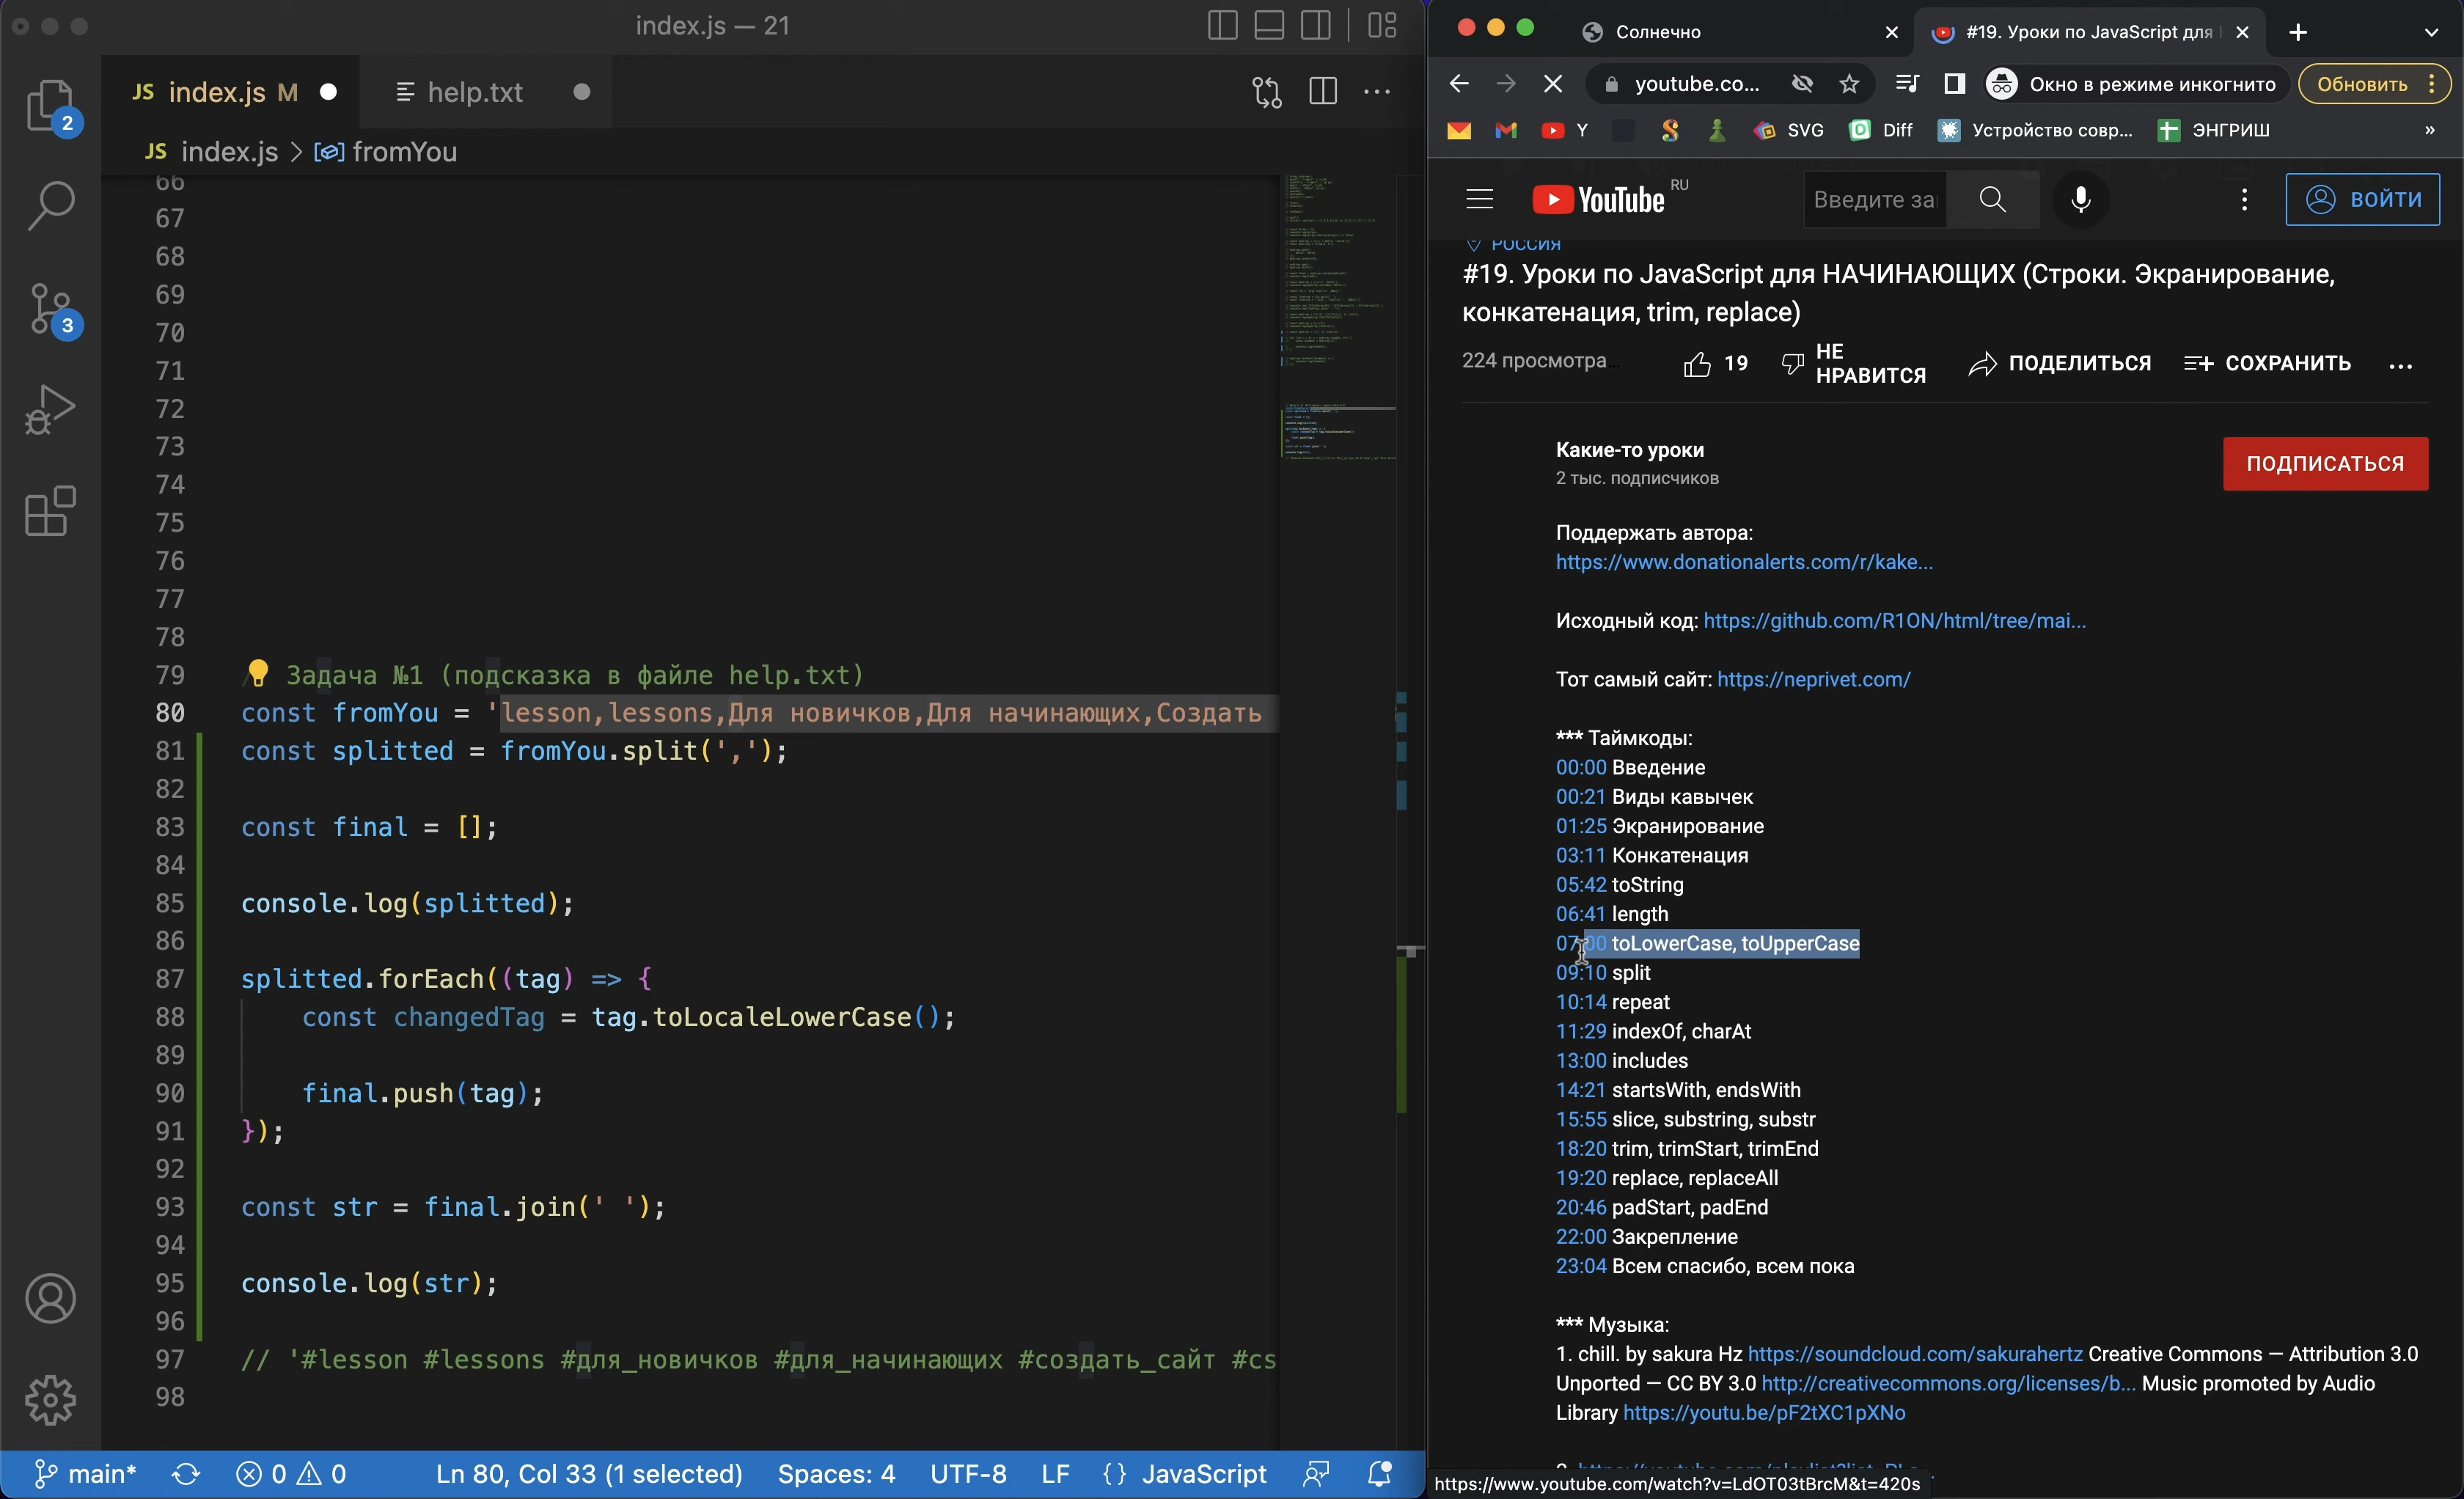 index.js — 21
JS index.js M
help.txt
JS index.js > fromYou
2
3
66
67
68
69
70
71
72
73
74
75
76
77
78
79 Задача №1 (подсказка в файле help.txt)
80 const fromYou = 'lesson,lessons,Для новичков,Для начинающих,Создать
81 const splitted = fromYou.split(',');
82
83 const final = [];
84
85 console.log(splitted);
86
87 splitted.forEach((tag) => {
88 const changedTag = tag.toLocaleLowerCase();
89
90 final.push(tag);
91 });
92
93 const str = final.join(' ');
94
95 console.log(str);
96
97 // '#lesson #lessons #для_новичков #для_начинающих #создать_сайт #cs
98
main* 0 0 Ln 80, Col 33 (1 selected) Spaces: 4 UTF-8 LF {} JavaScript
Солнечно
#19. Уроки по JavaScript для
youtube.co... Окно в режиме инкогнито Обновить
Y SVG Diff Устройство совр... ЭНГРИШ »
YouTube RU
Введите за
ВОЙТИ
РОССИЯ
#19. Уроки по JavaScript для НАЧИНАЮЩИХ (Строки. Экранирование,
конкатенация, trim, replace)
224 просмотра 19 НЕ НРАВИТСЯ ПОДЕЛИТЬСЯ СОХРАНИТЬ ...
Какие-то уроки
2 тыс. подписчиков
ПОДПИСАТЬСЯ
Поддержать автора:
https://www.donationalerts.com/r/kake...
Исходный код: https://github.com/R1ON/html/tree/mai...
Тот самый сайт: https://neprivet.com/
*** Таймкоды:
00:00 Введение
00:21 Виды кавычек
01:25 Экранирование
03:11 Конкатенация
05:42 toString
06:41 length
07:00 toLowerCase, toUpperCase
09:10 split
10:14 repeat
11:29 indexOf, charAt
13:00 includes
14:21 startsWith, endsWith
15:55 slice, substring, substr
18:20 trim, trimStart, trimEnd
19:20 replace, replaceAll
20:46 padStart, padEnd
22:00 Закрепление
23:04 Всем спасибо, всем пока
*** Музыка:
1. chill. by sakura Hz https://soundcloud.com/sakurahertz Creative Commons — Attribution 3.0
Unported — CC BY 3.0 http://creativecommons.org/licenses/b... Music promoted by Audio
Library https://youtu.be/pF2tXC1pXNo
https://www.youtube.com/watch?v=LdOT03tBrcM&t=420s